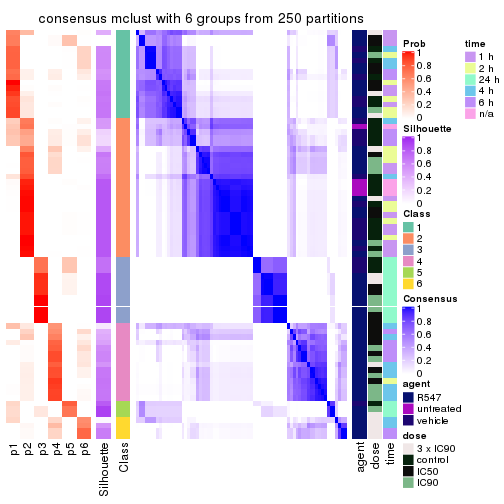 consensus mclust with 6 groups from 250 partitions
Prob
1
0.8
0.6
0.4
0.2
0
Silhouette
1
0.8
0.6
0.4
0.2
0
Class
1
2
3
4
5
6
Consensus
1
0.8
0.6
0.4
0.2
0
agent
R547
untreated
vehicle
dose
3 x IC90
control
IC50
IC90
time
1 h
2 h
24 h
4 h
6 h
n/a
p1
p2
p3
p4
p5
p6
Silhouette
Class
agent
dose
time